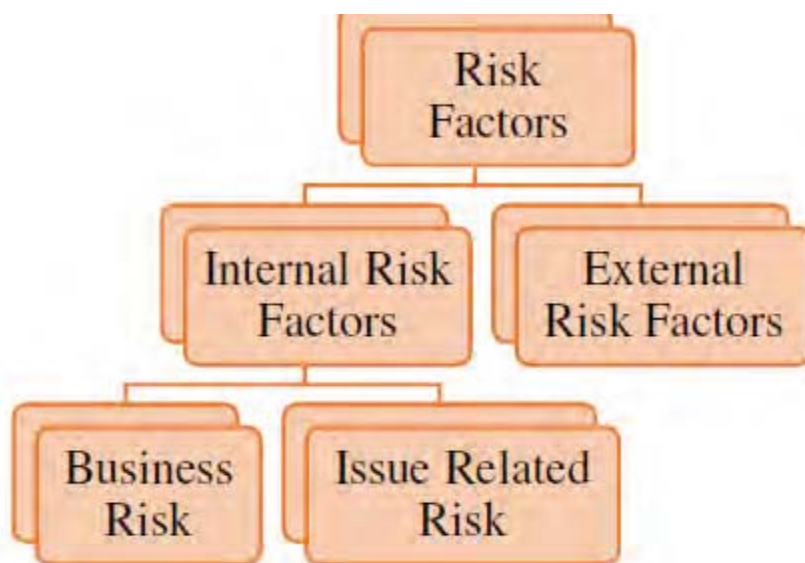 Risk
Factors
Internal Risk
Factors
External
Risk Factors
Business
Risk
Issue Related
Risk